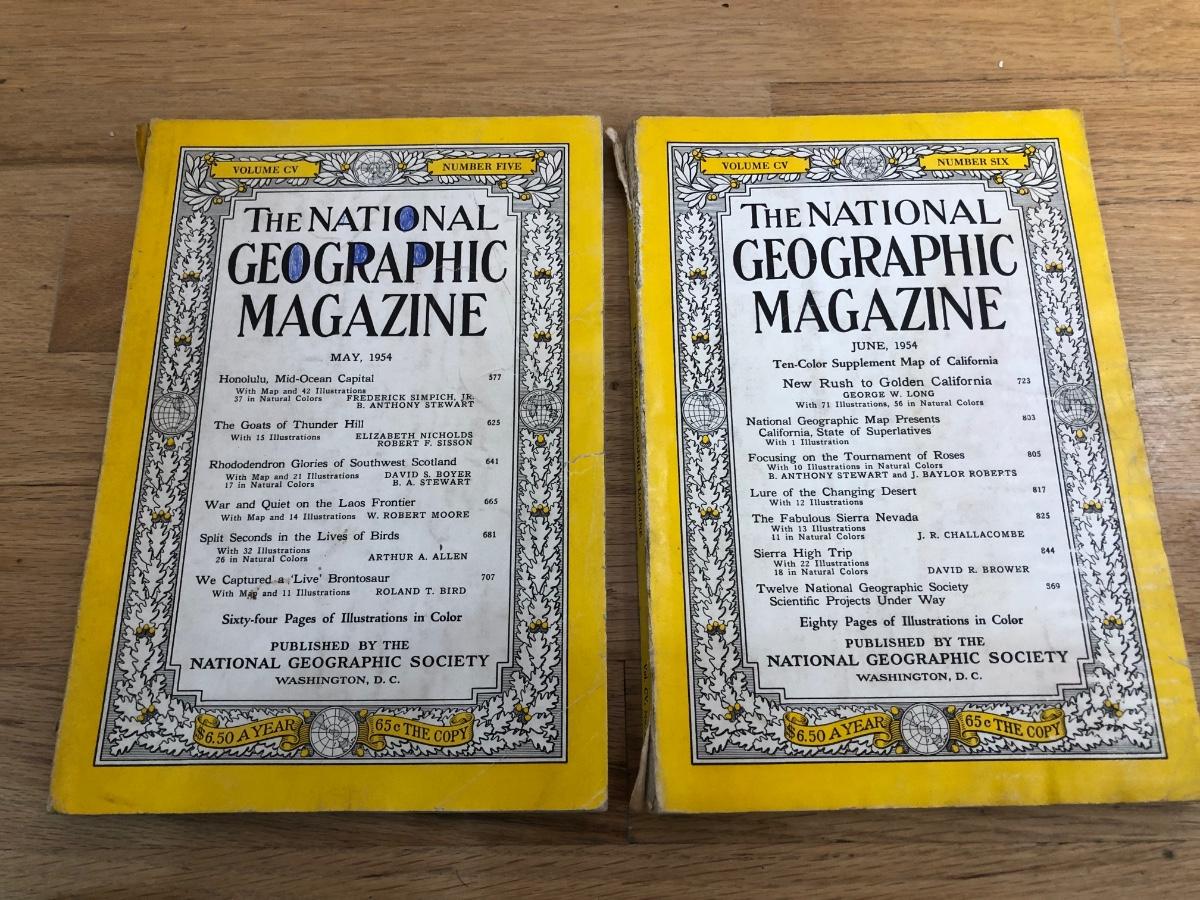 VOLUME CV
NUMBER FIVE
THE NATIONAL
GEOGRAPHIC
MAGAZINE
MAY, 1954
Honolulu, Mid-Ocean Capital 577
With Map and 42 Illustrations
37 in Natural Colors FREDERICK SIMPICH, JR.
B. ANTHONY STEWART
The Goats of Thunder Hill 625
With 15 Illustrations ELIZABETH NICHOLDS
ROBERT F. SISSON
Rhododendron Glories of Southwest Scotland 641
With Map and 21 Illustrations DAVID S. BOYER
17 in Natural Colors B. A. STEWART
War and Quiet on the Laos Frontier 665
With Map and 14 Illustrations W. ROBERT MOORE
Split Seconds in the Lives of Birds 681
With 32 Illustrations
26 in Natural Colors ARTHUR A. ALLEN
We Captured a 'Live' Brontosaur 707
With Map and 11 Illustrations ROLAND T. BIRD
Sixty-four Pages of Illustrations in Color
PUBLISHED BY THE
NATIONAL GEOGRAPHIC SOCIETY
WASHINGTON, D. C.
$6.50 A YEAR
65c THE COPY
VOLUME CV
NUMBER SIX
THE NATIONAL
GEOGRAPHIC
MAGAZINE
JUNE, 1954
Ten-Color Supplement Map of California
New Rush to Golden California 723
GEORGE W. LONG
With 71 Illustrations, 56 in Natural Colors
National Geographic Map Presents 803
California, State of Superlatives
With 1 Illustration
Focusing on the Tournament of Roses 805
With 10 Illustrations in Natural Colors
B. ANTHONY STEWART and J. BAYLOR ROBERTS
Lure of the Changing Desert 817
With 12 Illustrations
The Fabulous Sierra Nevada 825
With 13 Illustrations
11 in Natural Colors J. R. CHALLACOMBE
Sierra High Trip 844
With 22 Illustrations
18 in Natural Colors DAVID R. BROWER
Twelve National Geographic Society 869
Scientific Projects Under Way
Eighty Pages of Illustrations in Color
PUBLISHED BY THE
NATIONAL GEOGRAPHIC SOCIETY
WASHINGTON, D. C.
$6.50 A YEAR
65c THE COPY